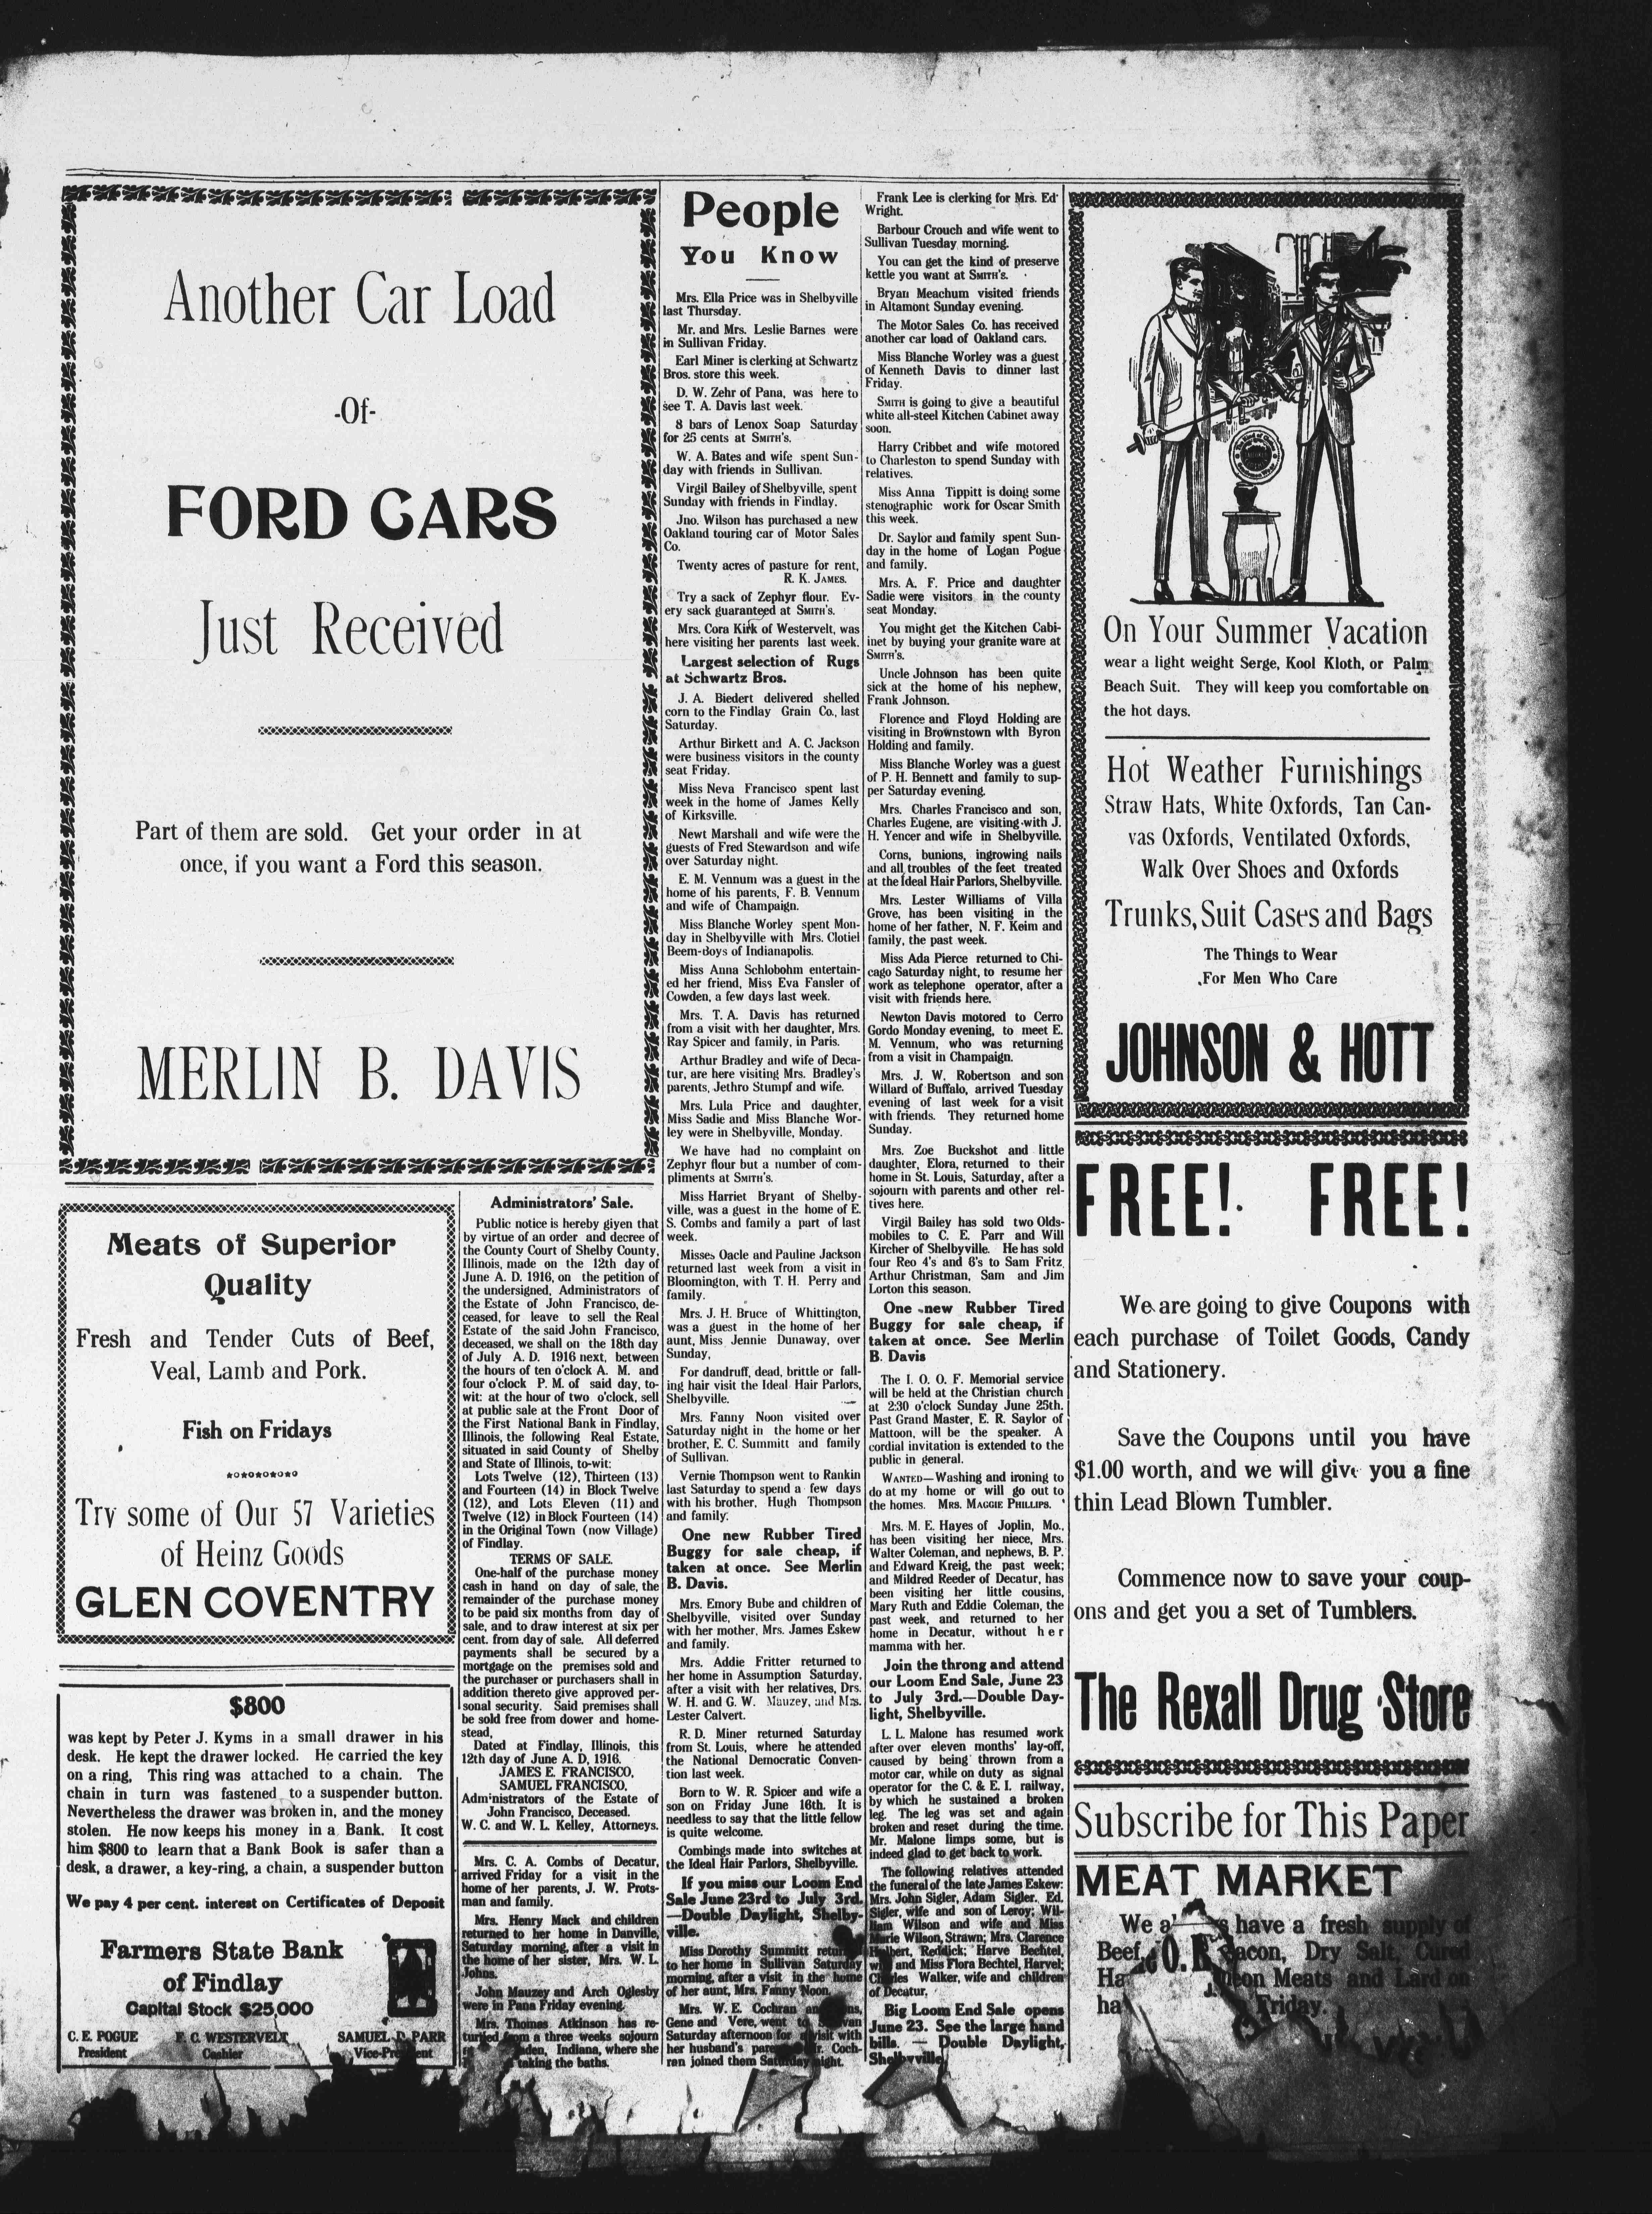 Another Car Load
-Of-
FORD CARS
Just Received
Part of them are sold. Get your order in at
once, if you want a Ford this season.
MERLIN B. DAVIS
Meats of Superior
Quality
Fresh and Tender Cuts of Beef,
Veal, Lamb and Pork.
Fish on Fridays
Try some of Our 57 Varieties
of Heinz Goods
GLEN COVENTRY
$800
was kept by Peter J. Kyms in a small drawer in his
desk. He kept the drawer locked. He carried the key
on a ring. This ring was attached to a chain. The
chain in turn was fastened to a suspender button.
Nevertheless the drawer was broken in, and the money
stolen. He now keeps his money in a Bank. It cost
him $800 to learn that a Bank Book is safer than a
desk, a drawer, a key-ring, a chain, a suspender button
We pay 4 per cent. interest on Certificates of Deposit
Farmers State Bank
of Findlay
Capital Stock $25,000
C. E. POGUE F. C. WESTERVELT SAMUEL D. PARR
President Cashier Vice-President
Administrators' Sale.
Public notice is hereby given that
by virtue of an order and decree of
the County Court of Shelby County,
Illinois, made on the 12th day of
June A. D. 1916, on the petition of
the undersigned, Administrators of
the Estate of John Francisco, de-
ceased, for leave to sell the Real
Estate of the said John Francisco,
deceased, we shall on the 18th day
of July A. D. 1916 next, between
the hours of ten o'clock A. M. and
four o'clock P. M. of said day, to-
wit: at the hour of two o'clock, sell
at public sale at the Front Door of
the First National Bank in Findlay,
Illinois, the following Real Estate,
situated in said County of Shelby
and State of Illinois, to-wit:
Lots Twelve (12), Thirteen (13)
and Fourteen (14) in Block Twelve
(12), and Lots Eleven (11) and
Twelve (12) in Block Fourteen (14)
in the Original Town (now Village)
of Findlay.
TERMS OF SALE.
One-half of the purchase money
cash in hand on day of sale, the
remainder of the purchase money
to be paid six months from day of
sale, and to draw interest at six per
cent. from day of sale. All deferred
payments shall be secured by a
mortgage on the premises sold and
the purchaser or purchasers shall in
addition thereto give approved per-
sonal security. Said premises shall
be sold free from dower and home-
stead.
Dated at Findlay, Illinois, this
12th day of June A. D, 1916.
JAMES E. FRANCISCO,
SAMUEL FRANCISCO,
Administrators of the Estate of
John Francisco, Deceased.
W. C. and W. L. Kelley, Attorneys.
Mrs. C. A. Combs of Decatur,
arrived Friday for a visit in the
home of her parents, J. W. Prots-
man and family.
Mrs. Henry Mack and children
returned to her home in Danville,
Saturday morning, after a visit in
the home of her sister, Mrs. W. L.
Johns.
John Mauzey and Arch Oglesby
were in Pana Friday evening.
Mrs. Thomas Atkinson has re-
turned from a three weeks sojourn
Indiana, where she
taking the baths.
People
You Know
Mrs. Ella Price was in Shelbyville
last Thursday.
Mr. and Mrs. Leslie Barnes were
in Sullivan Friday.
Earl Miner is clerking at Schwartz
Bros. store this week.
D. W. Zehr of Pana, was here to
see T. A. Davis last week.
8 bars of Lenox Soap Saturday
for 25 cents at SMITH'S.
W. A. Bates and wife spent Sun-
day with friends in Sullivan.
Virgil Bailey of Shelbyville, spent
Sunday with friends in Findlay.
Jno. Wilson has purchased a new
Oakland touring car of Motor Sales
Co.
Twenty acres of pasture for rent,
R. K. JAMES.
Try a sack of Zephyr flour. Ev-
ery sack guaranteed at SMITH'S.
Mrs. Cora Kirk of Westervelt, was
here visiting her parents last week.
Largest selection of Rugs
at Schwartz Bros.
J. A. Biedert delivered shelled
corn to the Findlay Grain Co., last
Saturday.
Arthur Birkett and A. C. Jackson
were business visitors in the county
seat Friday.
Miss Neva Francisco spent last
week in the home of James Kelly
of Kirksville.
Newt Marshall and wife were the
guests of Fred Stewardson and wife
over Saturday night.
E. M. Vennum was a guest in the
home of his parents, F. B. Vennum
and wife of Champaign.
Miss Blanche Worley spent Mon-
day in Shelbyville with Mrs. Clotiel
Beem-Boys of Indianapolis.
Miss Anna Schlobohm entertain-
ed her friend, Miss Eva Fansler of
Cowden, a few days last week.
Mrs. T. A. Davis has returned
from a visit with her daughter, Mrs.
Ray Spicer and family, in Paris.
Arthur Bradley and wife of Deca-
tur, are here visiting Mrs. Bradley's
parents, Jethro Stumpf and wife.
Mrs. Lula Price and daughter,
Miss Sadie and Miss Blanche Wor-
ley were in Shelbyville, Monday.
We have had no complaint on
Zephyr flour but a number of com-
pliments at SMITH'S.
Miss Harriet Bryant of Shelby-
ville, was a guest in the home of E.
S. Combs and family a part of last
week.
Misses Oacle and Pauline Jackson
returned last week from a visit in
Bloomington, with T. H. Perry and
family.
Mrs. J. H. Bruce of Whittington,
was a guest in the home of her
aunt, Miss Jennie Dunaway, over
Sunday,
For dandruff, dead, brittle or fall-
ing hair visit the Ideal Hair Parlors,
Shelbyville.
Mrs. Fanny Noon visited over
Saturday night in the home or her
brother, E. C. Summitt and family
of Sullivan.
Vernie Thompson went to Rankin
last Saturday to spend a few days
with his brother, Hugh Thompson
and family.
One new Rubber Tired
Buggy for sale cheap, if
taken at once. See Merlin
B. Davis.
Mrs. Emory Bube and children of
Shelbyville, visited over Sunday
with her mother, Mrs. James Eskew
and family.
Mrs. Addie Fritter returned to
her home in Assumption Saturday,
after a visit with her relatives, Drs.
W. H. and G. W. Mauzey, and Mrs.
Lester Calvert.
R. D. Miner returned Saturday
from St. Louis, where he attended
the National Democratic Conven-
tion last week.
Born to W. R. Spicer and wife a
son on Friday June 16th. It is
needless to say that the little fellow
is quite welcome.
Combings made into switches at
the Ideal Hair Parlors, Shelbyville.
If you miss our Loom End
Sale June 23rd to July 3rd.
—Double Daylight, Shelby-
ville.
Miss Dorothy Summitt
to her home in Sullivan Saturday
morning, after a visit in the home
of her aunt, Mrs. Fanny Noon.
Mrs. W. E. Cochran
Gene and Vere, went to
Saturday afternoon for a visit with
her husband's Coch-
ran joined them Saturday night.
Frank Lee is clerking for Mrs. Ed
Wright.
Barbour Crouch and wife went to
Sullivan Tuesday morning.
You can get the kind of preserve
kettle you want at SMITH'S.
Bryan Meachum visited friends
in Altamont Sunday evening.
The Motor Sales Co. has received
another car load of Oakland cars.
Miss Blanche Worley was a guest
of Kenneth Davis to dinner last
Friday.
SMITH is going to give a beautiful
white all-steel Kitchen Cabinet away
soon.
Harry Cribbet and wife motored
to Charleston to spend Sunday with
relatives.
Miss Anna Tippitt is doing some
stenographic work for Oscar Smith
this week.
Dr. Saylor and family spent Sun-
day in the home of Logan Pogue
and family.
Mrs. A. F. Price and daughter
Sadie were visitors in the county
seat Monday.
You might get the Kitchen Cabi-
inet by buying your granite ware at
SMITH'S.
Uncle Johnson has been quite
sick at the home of his nephew,
Frank Johnson.
Florence and Floyd Holding are
visiting in Brownstown with Byron
Holding and family.
Miss Blanche Worley was a guest
of P. H. Bennett and family to sup-
per Saturday evening.
Mrs. Charles Francisco and son,
Charles Eugene, are visiting with J.
H. Yencer and wife in Shelbyville.
Corns, bunions, ingrowing nails
and all troubles of the feet treated
at the Ideal Hair Parlors, Shelbyville.
Mrs. Lester Williams of Villa
Grove, has been visiting in the
home of her father, N. F. Keim and
family, the past week.
Miss Ada Pierce returned to Chi-
cago Saturday night, to resume her
work as telephone operator, after a
visit with friends here.
Newton Davis motored to Cerro
Gordo Monday evening, to meet E.
M. Vennum, who was returning
from a visit in Champaign.
Mrs. J. W. Robertson and son
Willard of Buffalo, arrived Tuesday
evening of last week for a visit
with friends. They returned home
Sunday.
Mrs. Zoe Buckshot and little
daughter, Elora, returned to their
home in St. Louis, Saturday, after a
sojourn with parents and other rel-
tives here.
Virgil Bailey has sold two Olds-
mobiles to C. E. Parr and Will
Kircher of Shelbyville. He has sold
four Reo 4's and 6's to Sam Fritz
Arthur Christman, Sam and Jim
Lorton this season.
One new Rubber Tired
Buggy for sale cheap, if
taken at once. See Merlin
B. Davis
The I. O. O. F. Memorial service
will be held at the Christian church
at 2:30 o'clock Sunday June 25th.
Past Grand Master, E. R. Saylor of
Mattoon, will be the speaker. A
cordial invitation is extended to the
public in general.
WANTED—Washing and ironing to
do at my home or will go out to
the homes. MRS. MAGGIE PHILLIPS.
Mrs. M. E. Hayes of Joplin, Mo.,
has been visiting her niece, Mrs.
Walter Coleman, and nephews, B. P.
and Edward Kreig, the past week;
and Mildred Reeder of Decatur, has
been visiting her little cousins,
Mary Ruth and Eddie Coleman, the
past week, and returned to her
home in Decatur, without her
mamma with her.
Join the throng and attend
our Loom End Sale, June 23
to July 3rd.—Double Day-
light, Shelbyville.
L. L. Malone has resumed work
after over eleven months' lay-off,
caused by being thrown from a
motor car, while on duty as signal
operator for the C. & E. I. railway,
by which he sustained a broken
leg. The leg was set and again
broken and reset during the time.
Mr. Malone limps some, but is
indeed glad to get back to work.
The following relatives attended
the funeral of the late James Eskew:
Mrs. John Sigler, Adam Sigler. Ed.
Sigler, wife and son of Leroy; Wil-
liam Wilson and wife and Miss
Marie Wilson, Strawn; Mrs. Clarence
Reddick; Harve Bechtel,
and Miss Flora Bechtel, Harvel;
Charles Walker, wife and children
of Decatur.
Big Loom End Sale opens
June 23. See the large hand
bills. — Double Daylight,
Shelbyville
On Your Summer Vacation
wear a light weight Serge, Kool Kloth, or Palm
Beach Suit. They will keep you comfortable on
the hot days.
Hot Weather Furnishings
Straw Hats, White Oxfords, Tan Can-
vas Oxfords, Ventilated Oxfords,
Walk Over Shoes and Oxfords
Trunks, Suit Cases and Bags
The Things to Wear
For Men Who Care
JOHNSON & HOTT
FREE! FREE!
We are going to give Coupons with
each purchase of Toilet Goods, Candy
and Stationery.
Save the Coupons until you have
$1.00 worth, and we will give you a fine
thin Lead Blown Tumbler.
Commence now to save your coup-
ons and get you a set of Tumblers.
The Rexall Drug Store
Subscribe for This Paper
MEAT MARKET
We have a fresh supply of
Beef, Bacon, Dry Salt, Cured
Meats and Lard on
Friday.